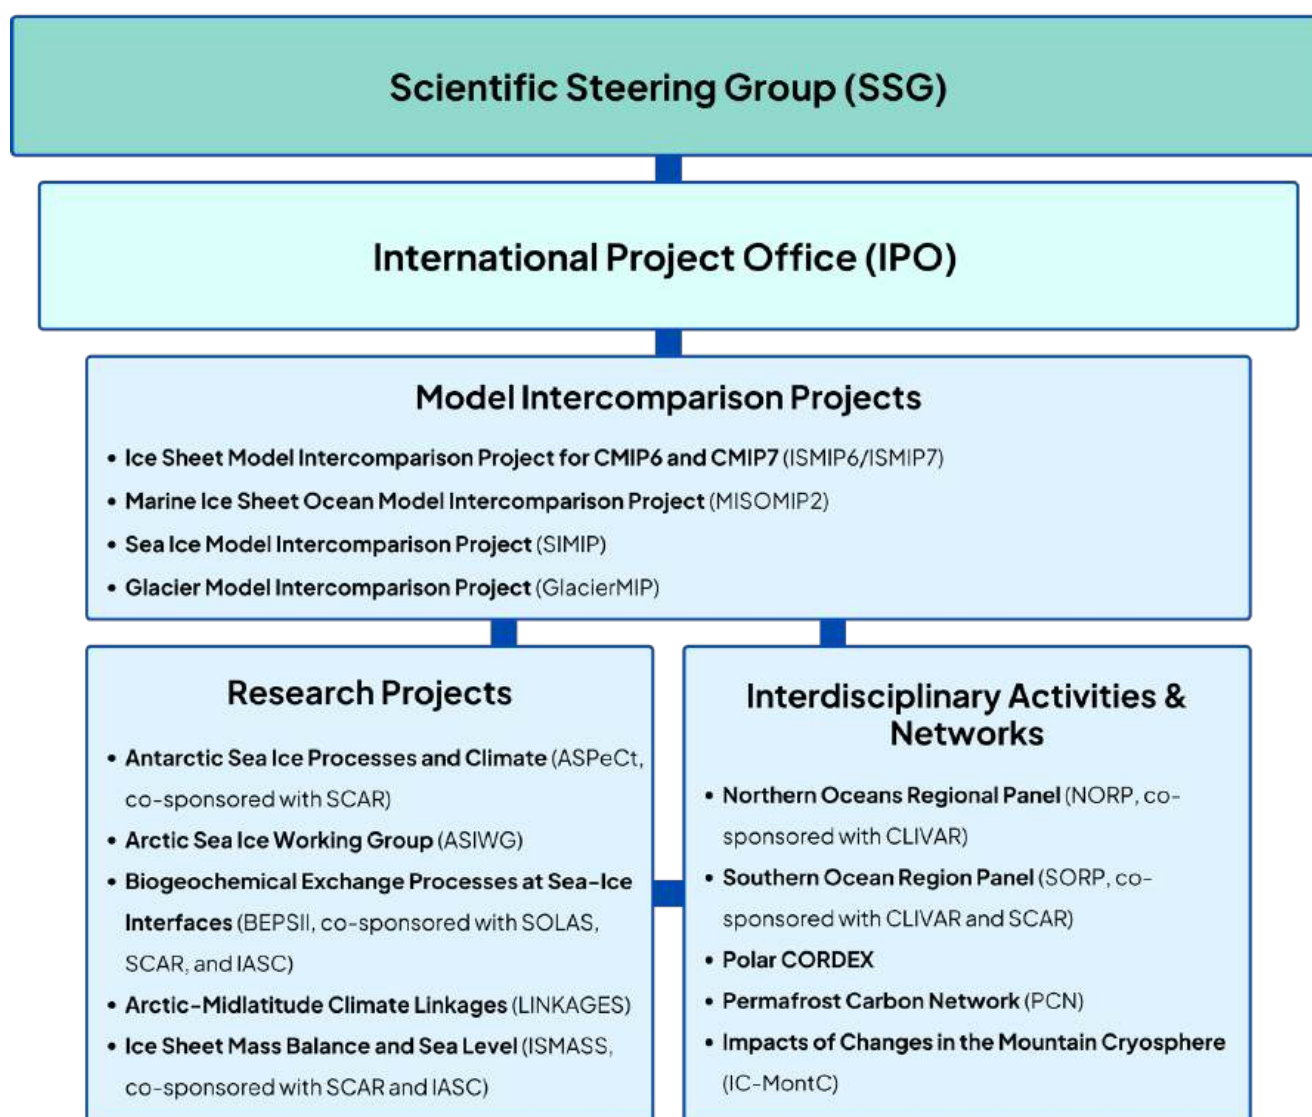 Scientific Steering Group (SSG)
International Project Office (IPO)
Model Intercomparison Projects
• Ice Sheet Model Intercomparison Project for CMIP6 and CMIP7 (ISMIP6/ISMIP7)
• Marine Ice Sheet Ocean Model Intercomparison Project (MISOMIP2)
• Sea Ice Model Intercomparison Project (SIMIP)
• Glacier Model Intercomparison Project (GlacierMIP)
Research Projects
• Antarctic Sea Ice Processes and Climate (ASPeCt,
co-sponsored with SCAR)
• Arctic Sea Ice Working Group (ASIWG)
• Biogeochemical Exchange Processes at Sea-Ice
Interfaces (BEPSII, co-sponsored with SOLAS,
SCAR, and IASC)
• Arctic-Midlatitude Climate Linkages (LINKAGES)
• Ice Sheet Mass Balance and Sea Level (ISMASS,
co-sponsored with SCAR and IASC)
Interdisciplinary Activities &
Networks
• Northern Oceans Regional Panel (NORP, co-
sponsored with CLIVAR)
• Southern Ocean Region Panel (SORP, co-
sponsored with CLIVAR and SCAR)
• Polar CORDEX
• Permafrost Carbon Network (PCN)
• Impacts of Changes in the Mountain Cryosphere
(IC-MontC)